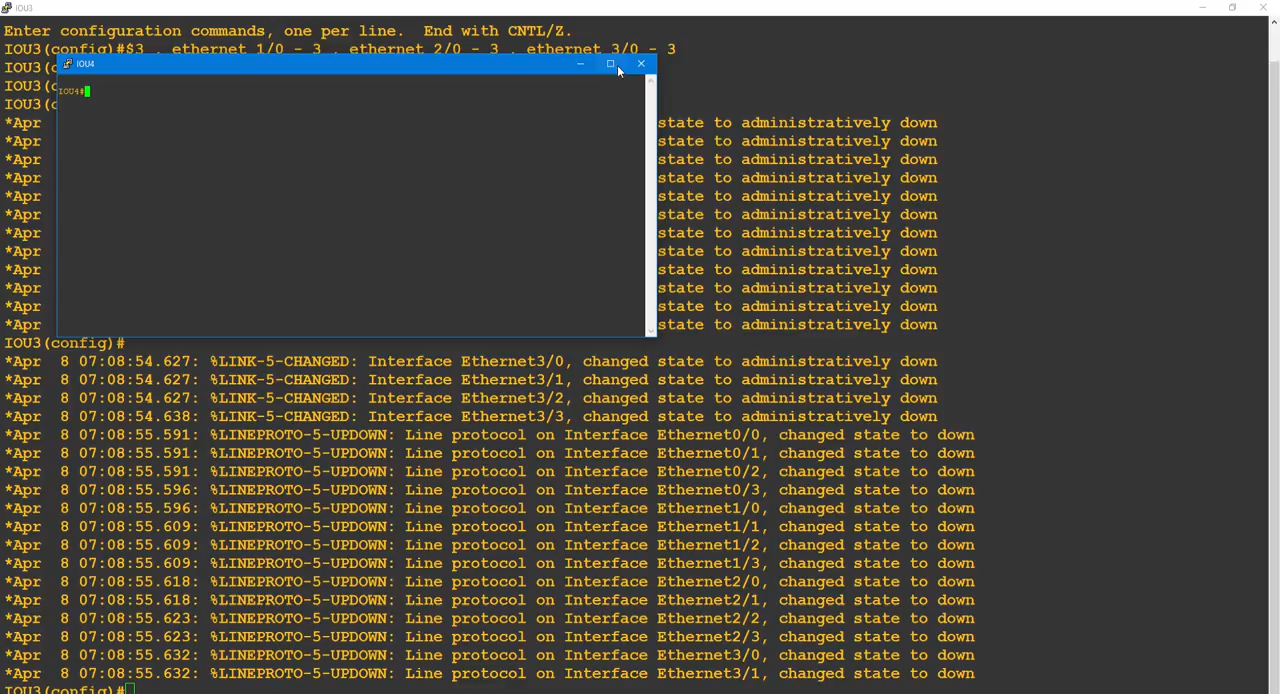 IOU3
Enter configuration commands, one per line.  End with CNTL/Z.
IOU3(config)#$3 , ethernet 1/0 - 3 , ethernet 2/0 - 3 , ethernet 3/0 - 3
IOU3(c
IOU4
IOU3(c
IOU4#
IOU3(c
*Apr state to administratively down
*Apr state to administratively down
*Apr state to administratively down
*Apr state to administratively down
*Apr state to administratively down
*Apr state to administratively down
*Apr state to administratively down
*Apr state to administratively down
*Apr state to administratively down
*Apr state to administratively down
*Apr state to administratively down
*Apr state to administratively down
IOU3(config)#
*Apr  8 07:08:54.627: %LINK-5-CHANGED: Interface Ethernet3/0, changed state to administratively down
*Apr  8 07:08:54.627: %LINK-5-CHANGED: Interface Ethernet3/1, changed state to administratively down
*Apr  8 07:08:54.627: %LINK-5-CHANGED: Interface Ethernet3/2, changed state to administratively down
*Apr  8 07:08:54.638: %LINK-5-CHANGED: Interface Ethernet3/3, changed state to administratively down
*Apr  8 07:08:55.591: %LINEPROTO-5-UPDOWN: Line protocol on Interface Ethernet0/0, changed state to down
*Apr  8 07:08:55.591: %LINEPROTO-5-UPDOWN: Line protocol on Interface Ethernet0/1, changed state to down
*Apr  8 07:08:55.591: %LINEPROTO-5-UPDOWN: Line protocol on Interface Ethernet0/2, changed state to down
*Apr  8 07:08:55.596: %LINEPROTO-5-UPDOWN: Line protocol on Interface Ethernet0/3, changed state to down
*Apr  8 07:08:55.596: %LINEPROTO-5-UPDOWN: Line protocol on Interface Ethernet1/0, changed state to down
*Apr  8 07:08:55.609: %LINEPROTO-5-UPDOWN: Line protocol on Interface Ethernet1/1, changed state to down
*Apr  8 07:08:55.609: %LINEPROTO-5-UPDOWN: Line protocol on Interface Ethernet1/2, changed state to down
*Apr  8 07:08:55.609: %LINEPROTO-5-UPDOWN: Line protocol on Interface Ethernet1/3, changed state to down
*Apr  8 07:08:55.618: %LINEPROTO-5-UPDOWN: Line protocol on Interface Ethernet2/0, changed state to down
*Apr  8 07:08:55.618: %LINEPROTO-5-UPDOWN: Line protocol on Interface Ethernet2/1, changed state to down
*Apr  8 07:08:55.623: %LINEPROTO-5-UPDOWN: Line protocol on Interface Ethernet2/2, changed state to down
*Apr  8 07:08:55.623: %LINEPROTO-5-UPDOWN: Line protocol on Interface Ethernet2/3, changed state to down
*Apr  8 07:08:55.632: %LINEPROTO-5-UPDOWN: Line protocol on Interface Ethernet3/0, changed state to down
*Apr  8 07:08:55.632: %LINEPROTO-5-UPDOWN: Line protocol on Interface Ethernet3/1, changed state to down
IOU3(config)#